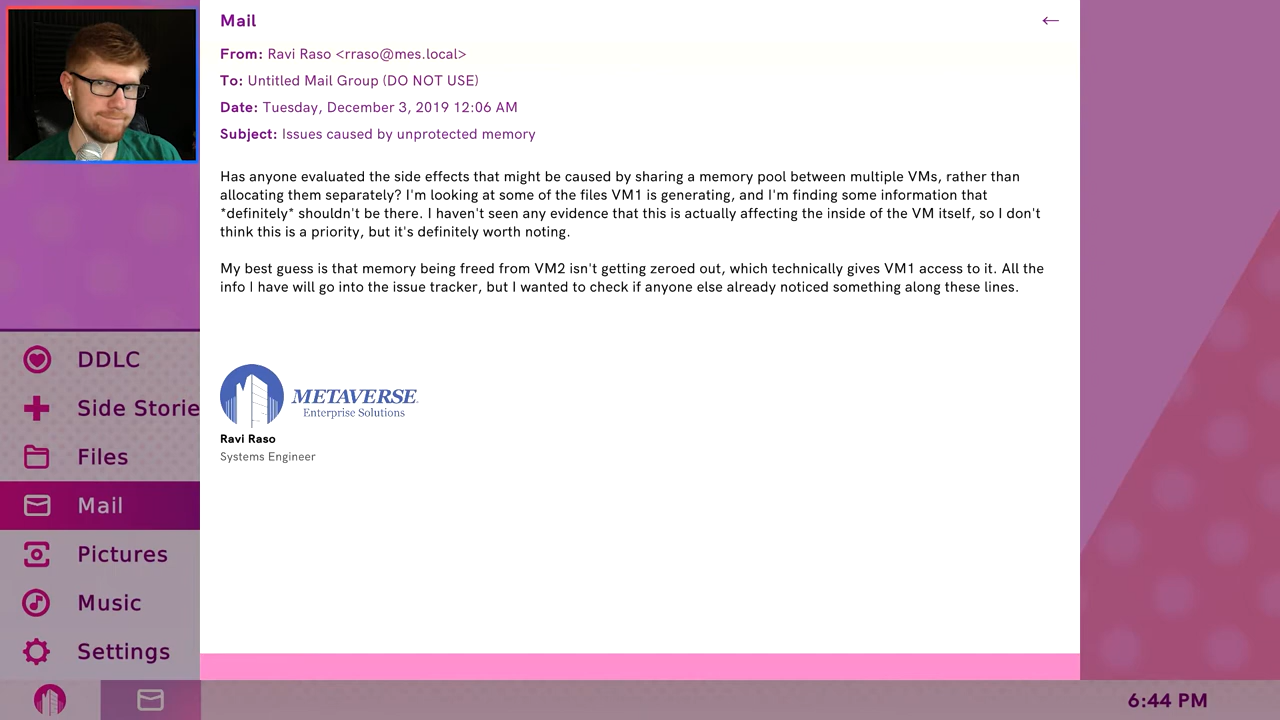 Mail
←
From: Ravi Raso <rraso@mes.local>
To: Untitled Mail Group (DO NOT USE)
Date: Tuesday, December 3, 2019 12:06 AM
Subject: Issues caused by unprotected memory
Has anyone evaluated the side effects that might be caused by sharing a memory pool between multiple VMs, rather than
allocating them separately? I'm looking at some of the files VM1 is generating, and I'm finding some information that
*definitely* shouldn't be there. I haven't seen any evidence that this is actually affecting the inside of the VM itself, so I don't
think this is a priority, but it's definitely worth noting.
My best guess is that memory being freed from VM2 isn't getting zeroed out, which technically gives VM1 access to it. All the
info I have will go into the issue tracker, but I wanted to check if anyone else already noticed something along these lines.
METAVERSE
Enterprise Solutions
Ravi Raso
Systems Engineer
DDLC
Side Storie
Files
Mail
Pictures
Music
Settings
6:44 PM